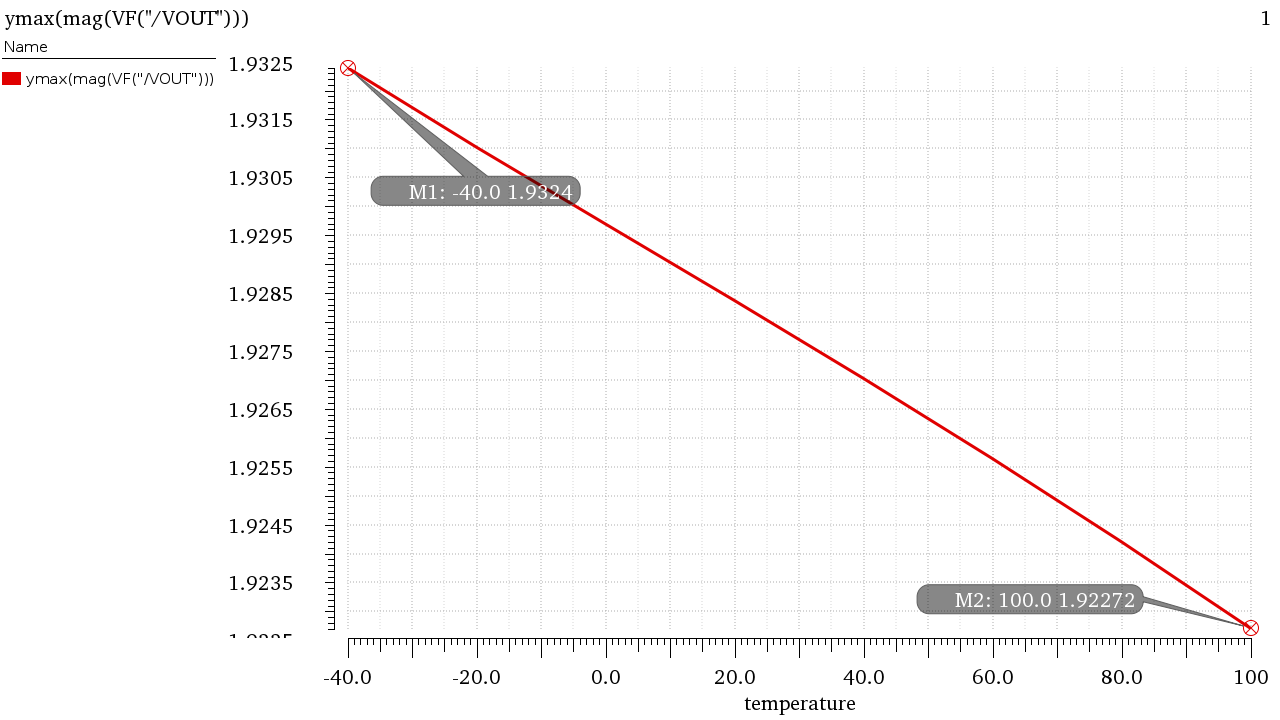 ymax(mag(VF("/VOUT")))
1
Name
ymax(mag(VF("/VOUT")))
1.9325
1.9315
1.9305
1.9295
1.9285
1.9275
1.9265
1.9255
1.9245
1.9235
M1: -40.0 1.9324
M2: 100.0 1.92272
-40.0 -20.0 0.0 20.0 40.0 60.0 80.0 100
temperature